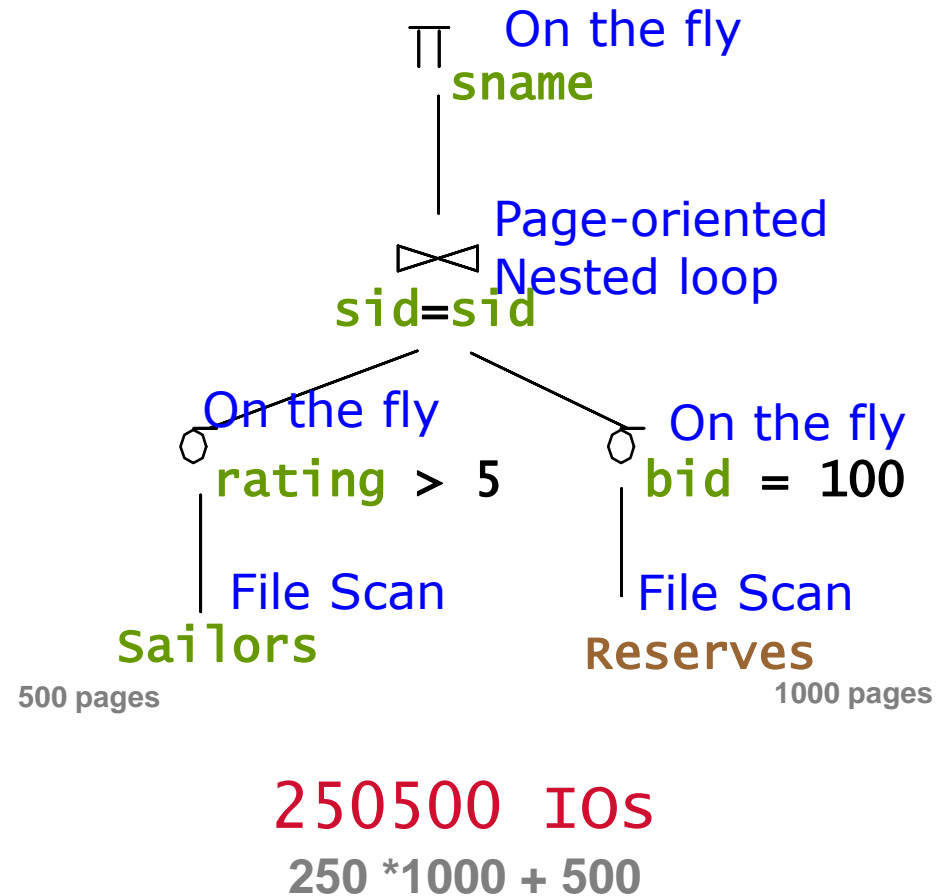 On the fly
sname
Page-oriented
Nested loop
sid=sid
On the fly
rating > 5
On the fly
bid = 100
File Scan
Sailors
500 pages
File Scan
Reserves
1000 pages
250500 IOs
250 *1000 + 500